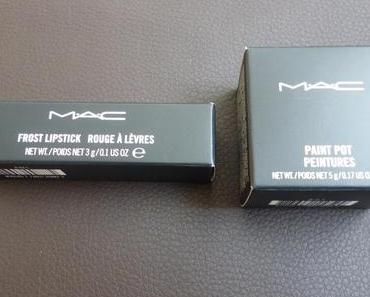 MAC
FROST LIPSTICK ROUGE À LÈVRES
NET WT./POIDS NET 3 g/0.1 US OZ ℮
MAC
PAINT POT
PEINTURES
NET WT./POIDS NET 5 g/0.17 US